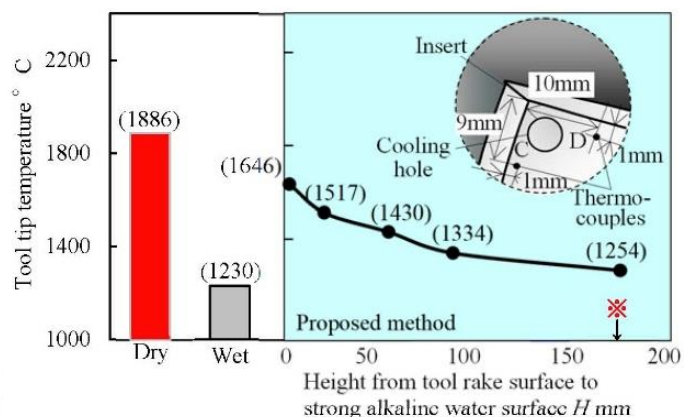 Tool tip temperature ° C
2200
1800
1400
1000
(1886)
(1230)
Dry
Wet
(1646)
(1517)
(1430)
(1334)
(1254)
Insert
10mm
9mm
Cooling
hole
C
D
1mm
1mm
Thermo-
couples
※
Proposed method
0
50
100
150
200
Height from tool rake surface to
strong alkaline water surface H mm